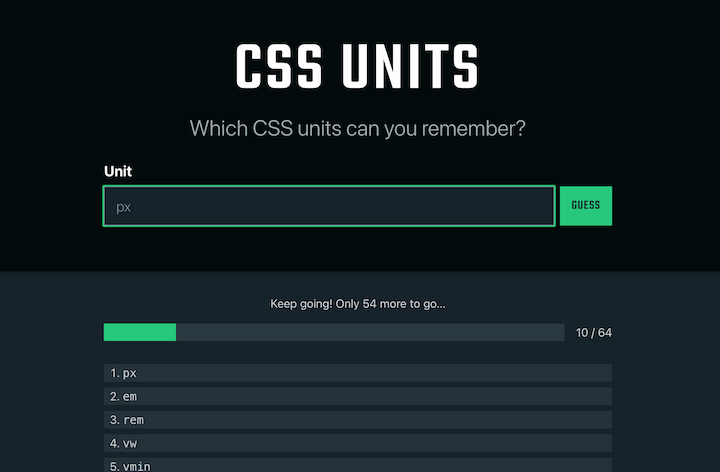 CSS UNITS
Which CSS units can you remember?
Unit
px
GUESS
Keep going! Only 54 more to go...
10 / 64
1. px
2. em
3. rem
4. vw
5. vmin